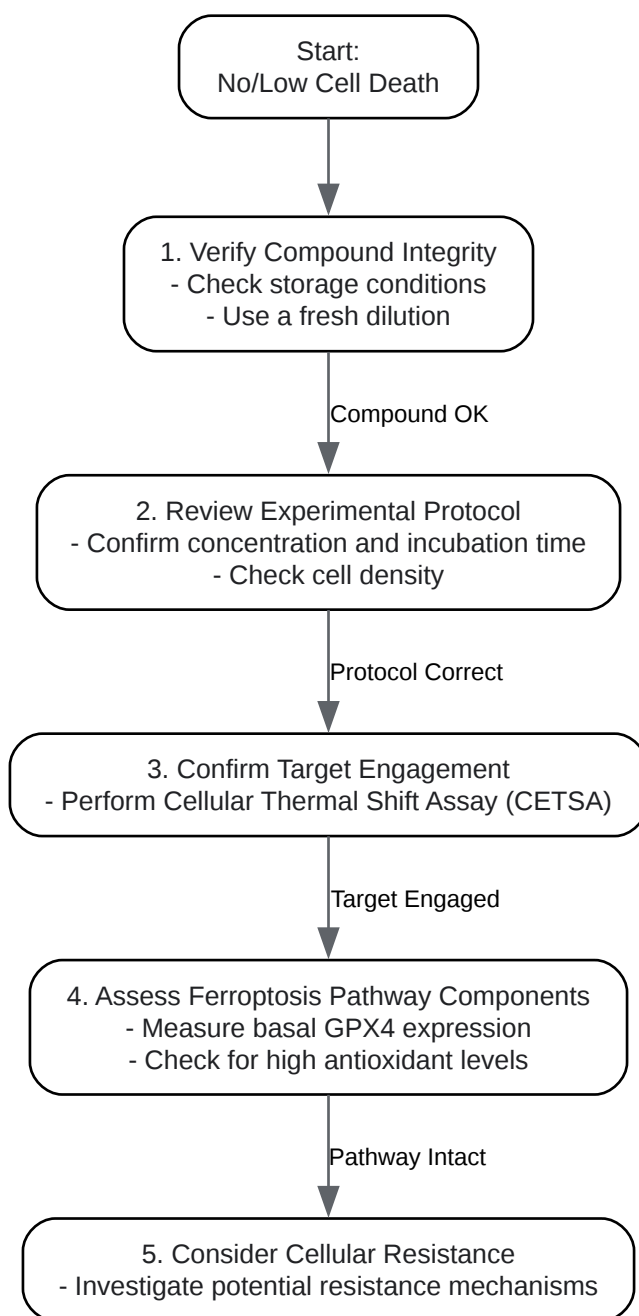 Start:
No/Low Cell Death
1. Verify Compound Integrity
- Check storage conditions
- Use a fresh dilution
Compound OK
2. Review Experimental Protocol
- Confirm concentration and incubation time
- Check cell density
Protocol Correct
3. Confirm Target Engagement
- Perform Cellular Thermal Shift Assay (CETSA)
Target Engaged
4. Assess Ferroptosis Pathway Components
- Measure basal GPX4 expression
- Check for high antioxidant levels
Pathway Intact
5. Consider Cellular Resistance
- Investigate potential resistance mechanisms